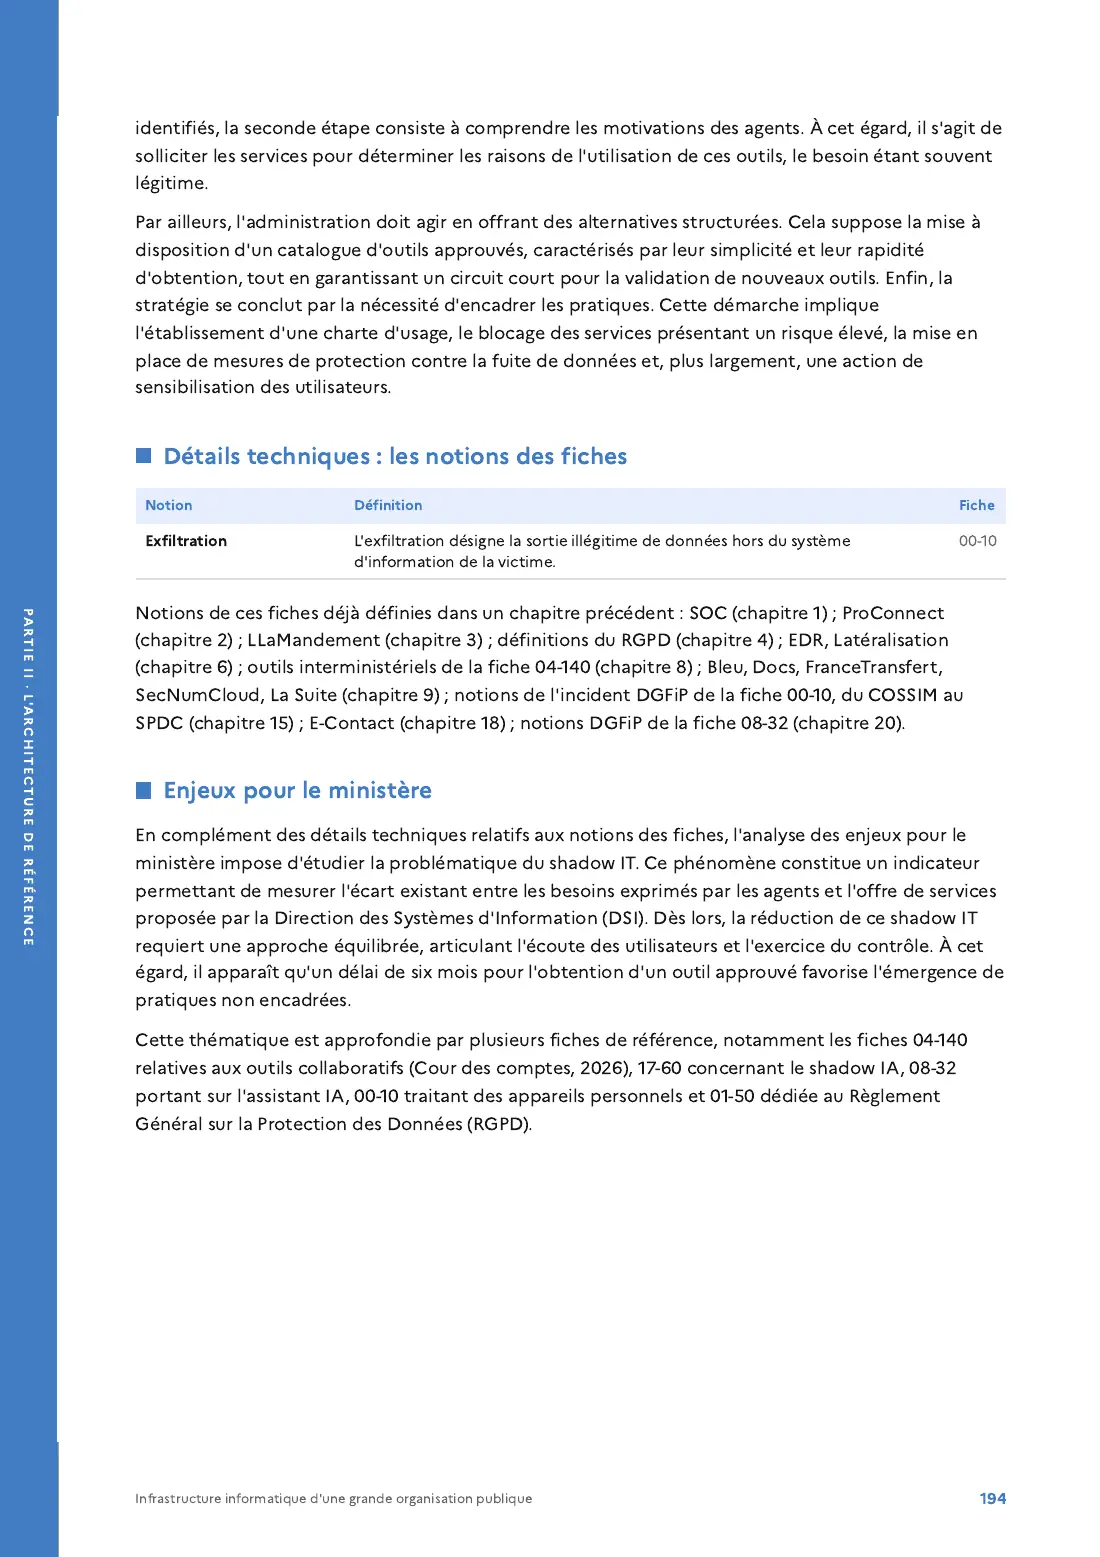 identifiés, la seconde étape consiste à comprendre les motivations des agents. À cet égard, il s'agit de
solliciter les services pour déterminer les raisons de l'utilisation de ces outils, le besoin étant souvent
légitime.
Par ailleurs, l'administration doit agir en offrant des alternatives structurées. Cela suppose la mise à
disposition d'un catalogue d'outils approuvés, caractérisés par leur simplicité et leur rapidité
d'obtention, tout en garantissant un circuit court pour la validation de nouveaux outils. Enfin, la
stratégie se conclut par la nécessité d'encadrer les pratiques. Cette démarche implique
l'établissement d'une charte d'usage, le blocage des services présentant un risque élevé, la mise en
place de mesures de protection contre la fuite de données et, plus largement, une action de
sensibilisation des utilisateurs.
Détails techniques : les notions des fiches
Notion Définition Fiche
Exfiltration L'exfiltration désigne la sortie illégitime de données hors du système 00-10
d'information de la victime.
Notions de ces fiches déjà définies dans un chapitre précédent : SOC (chapitre 1) ; ProConnect
(chapitre 2) ; LLaMandement (chapitre 3) ; définitions du RGPD (chapitre 4) ; EDR, Latéralisation
(chapitre 6) ; outils interministériels de la fiche 04-140 (chapitre 8) ; Bleu, Docs, FranceTransfert,
SecNumCloud, La Suite (chapitre 9) ; notions de l'incident DGFiP de la fiche 00-10, du COSSIM au
SPDC (chapitre 15) ; E-Contact (chapitre 18) ; notions DGFiP de la fiche 08-32 (chapitre 20).
Enjeux pour le ministère
En complément des détails techniques relatifs aux notions des fiches, l'analyse des enjeux pour le
ministère impose d'étudier la problématique du shadow IT. Ce phénomène constitue un indicateur
permettant de mesurer l'écart existant entre les besoins exprimés par les agents et l'offre de services
proposée par la Direction des Systèmes d'Information (DSI). Dès lors, la réduction de ce shadow IT
requiert une approche équilibrée, articulant l'écoute des utilisateurs et l'exercice du contrôle. À cet
égard, il apparaît qu'un délai de six mois pour l'obtention d'un outil approuvé favorise l'émergence de
pratiques non encadrées.
Cette thématique est approfondie par plusieurs fiches de référence, notamment les fiches 04-140
relatives aux outils collaboratifs (Cour des comptes, 2026), 17-60 concernant le shadow IA, 08-32
portant sur l'assistant IA, 00-10 traitant des appareils personnels et 01-50 dédiée au Règlement
Général sur la Protection des Données (RGPD).
PARTIE II · L'ARCHITECTURE DE RÉFÉRENCE
Infrastructure informatique d'une grande organisation publique 194